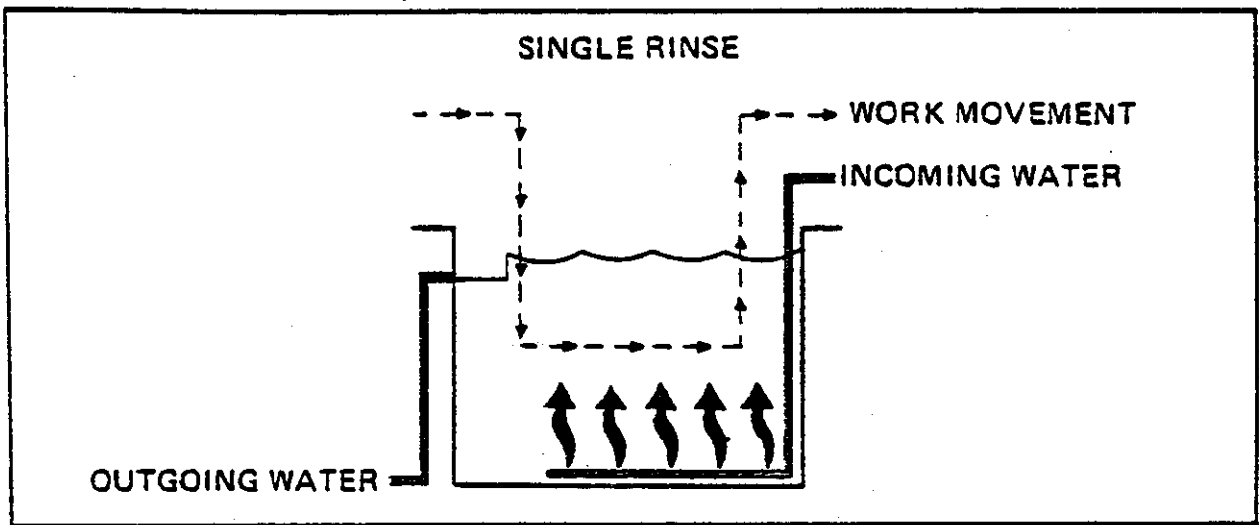 SINGLE RINSE
WORK MOVEMENT
INCOMING WATER
OUTGOING WATER